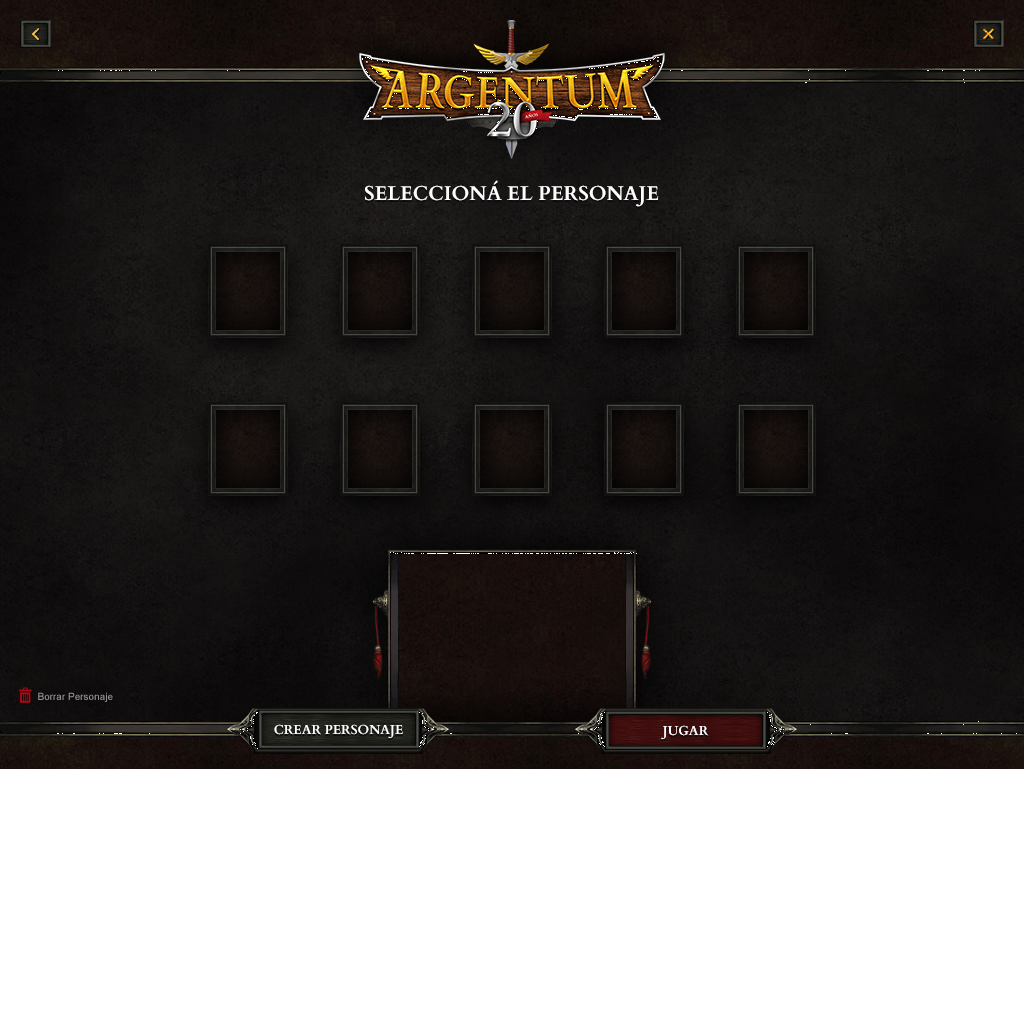 ARGENTUM
20
AÑOS
SELECCIONÁ EL PERSONAJE
Borrar Personaje
CREAR PERSONAJE
JUGAR